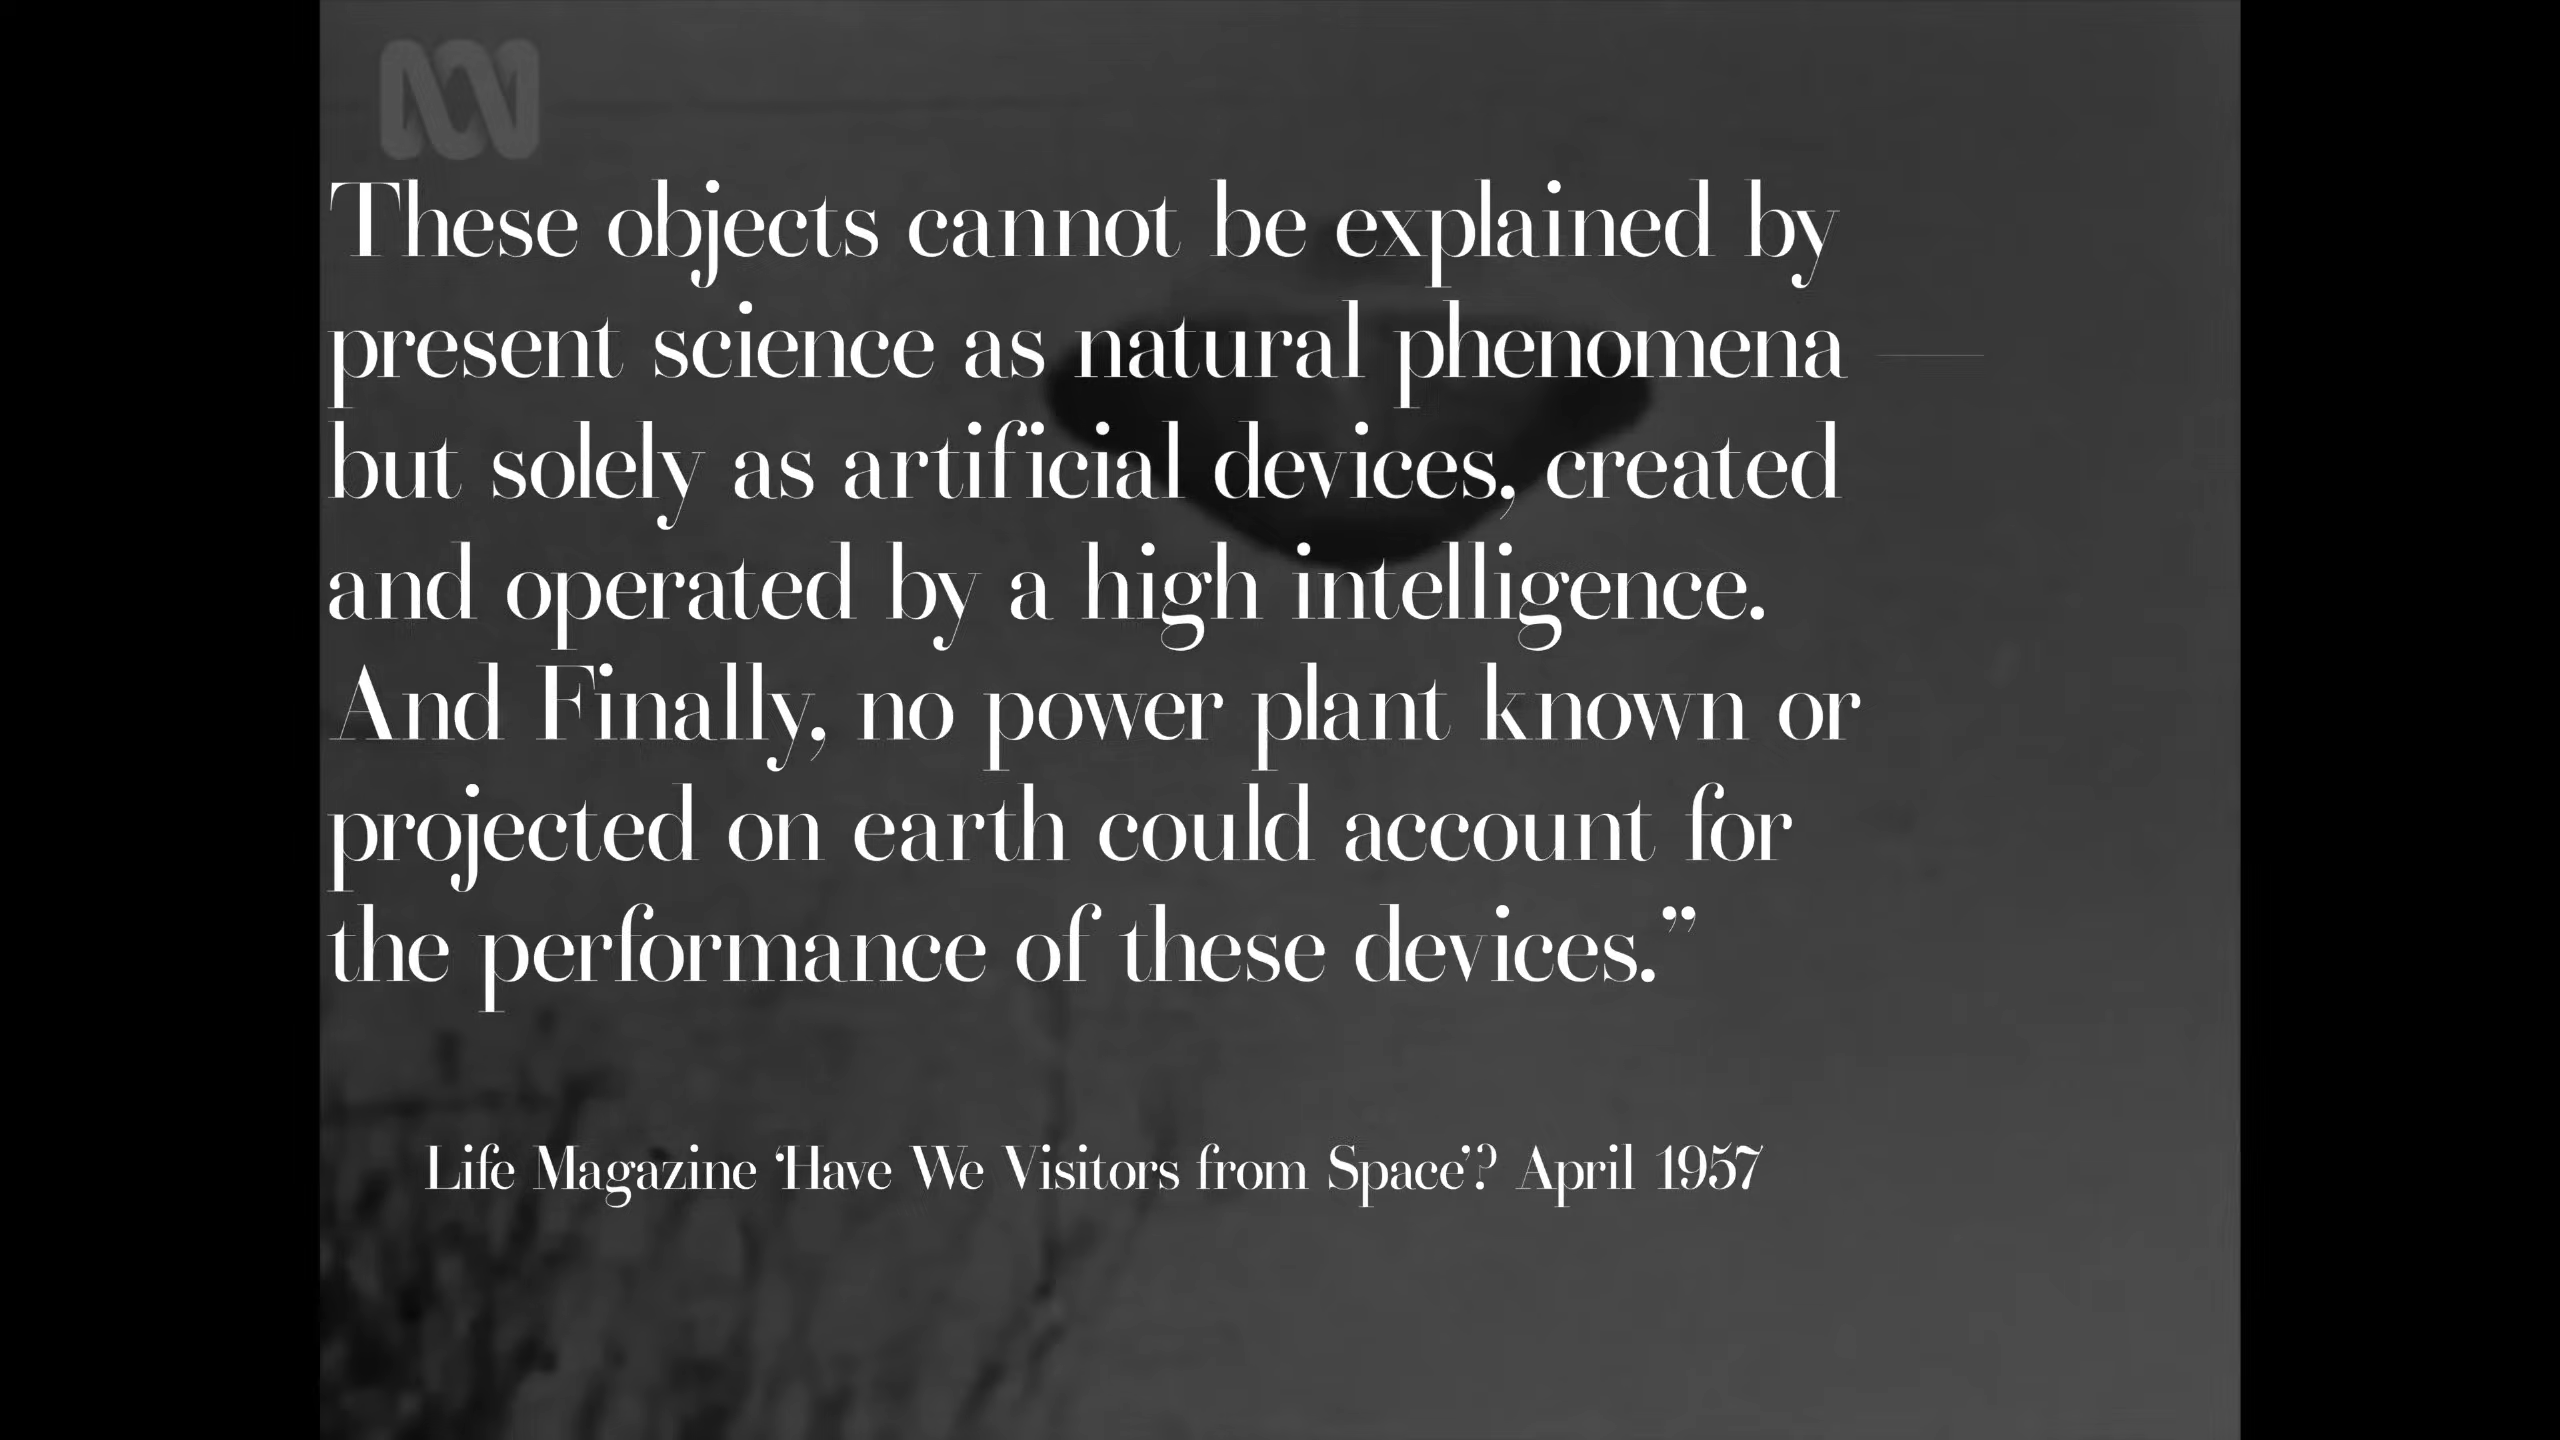 These objects cannot be explained by
present science as natural phenomena —
but solely as artificial devices, created
and operated by a high intelligence.
And Finally, no power plant known or
projected on earth could account for
the performance of these devices.”
Life Magazine ‘Have We Visitors from Space’? April 1957